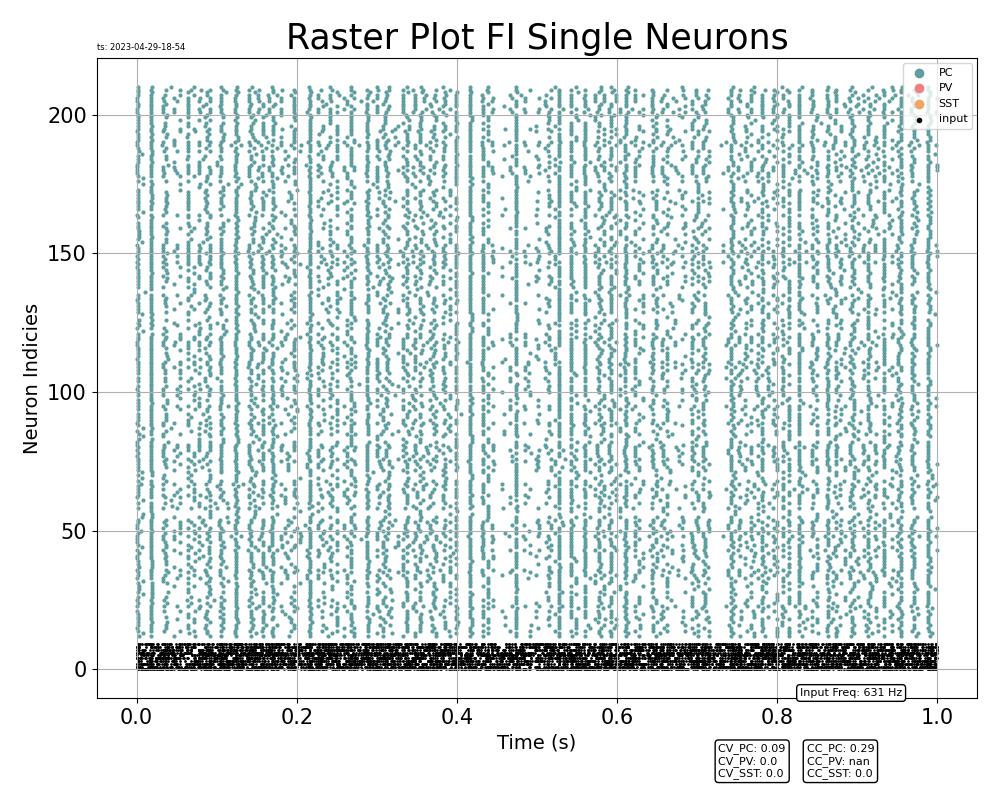 Raster Plot FI Single Neurons
ts: 2023-04-29-18-54
PC
PV
SST
input
200
150
100
50
0
Neuron Indicies
0.0 0.2 0.4 0.6 0.8 1.0
Time (s)
Input Freq: 631 Hz
CV_PC: 0.09
CV_PV: 0.0
CV_SST: 0.0
CC_PC: 0.29
CC_PV: nan
CC_SST: 0.0